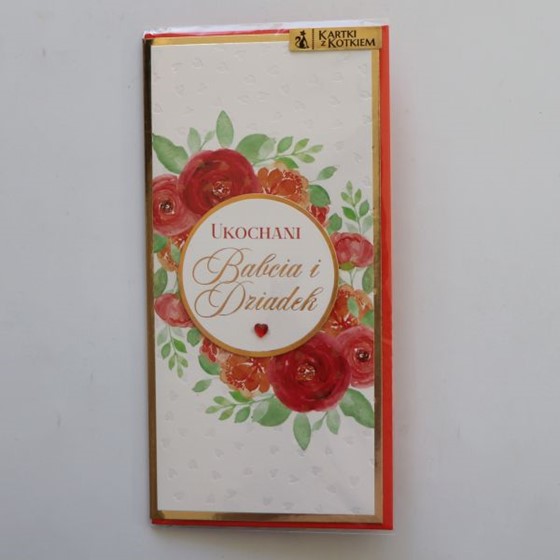 KARTKI
Z KOTKIEM
UKOCHANI
Babcia i
Dziadek